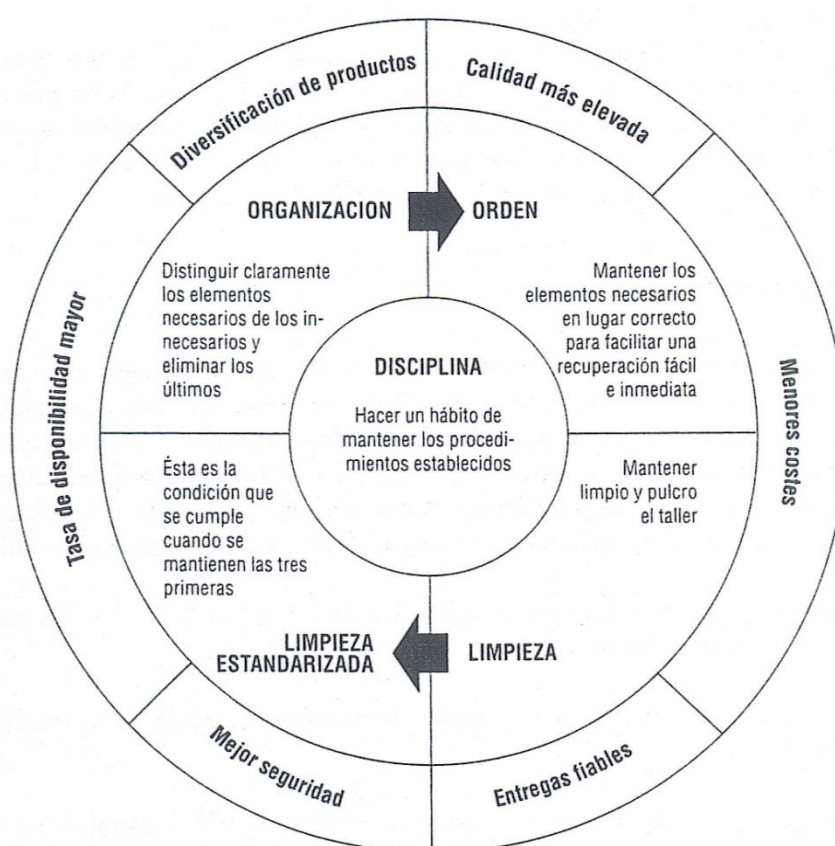 Diversificación de productos
Calidad más elevada
Tasa de disponibilidad mayor
Menores costes
Mejor seguridad
Entregas fiables
ORGANIZACION
Distinguir claramente
los elementos
necesarios de los in-
necesarios y
eliminar los
últimos
ORDEN
Mantener los
elementos necesarios
en lugar correcto
para facilitar una
recuperación fácil
e inmediata
DISCIPLINA
Hacer un hábito de
mantener los procedi-
mientos establecidos
Ésta es la
condición que
se cumple
cuando se
mantienen las tres
primeras
LIMPIEZA
ESTANDARIZADA
Mantener
limpio y pulcro
el taller
LIMPIEZA